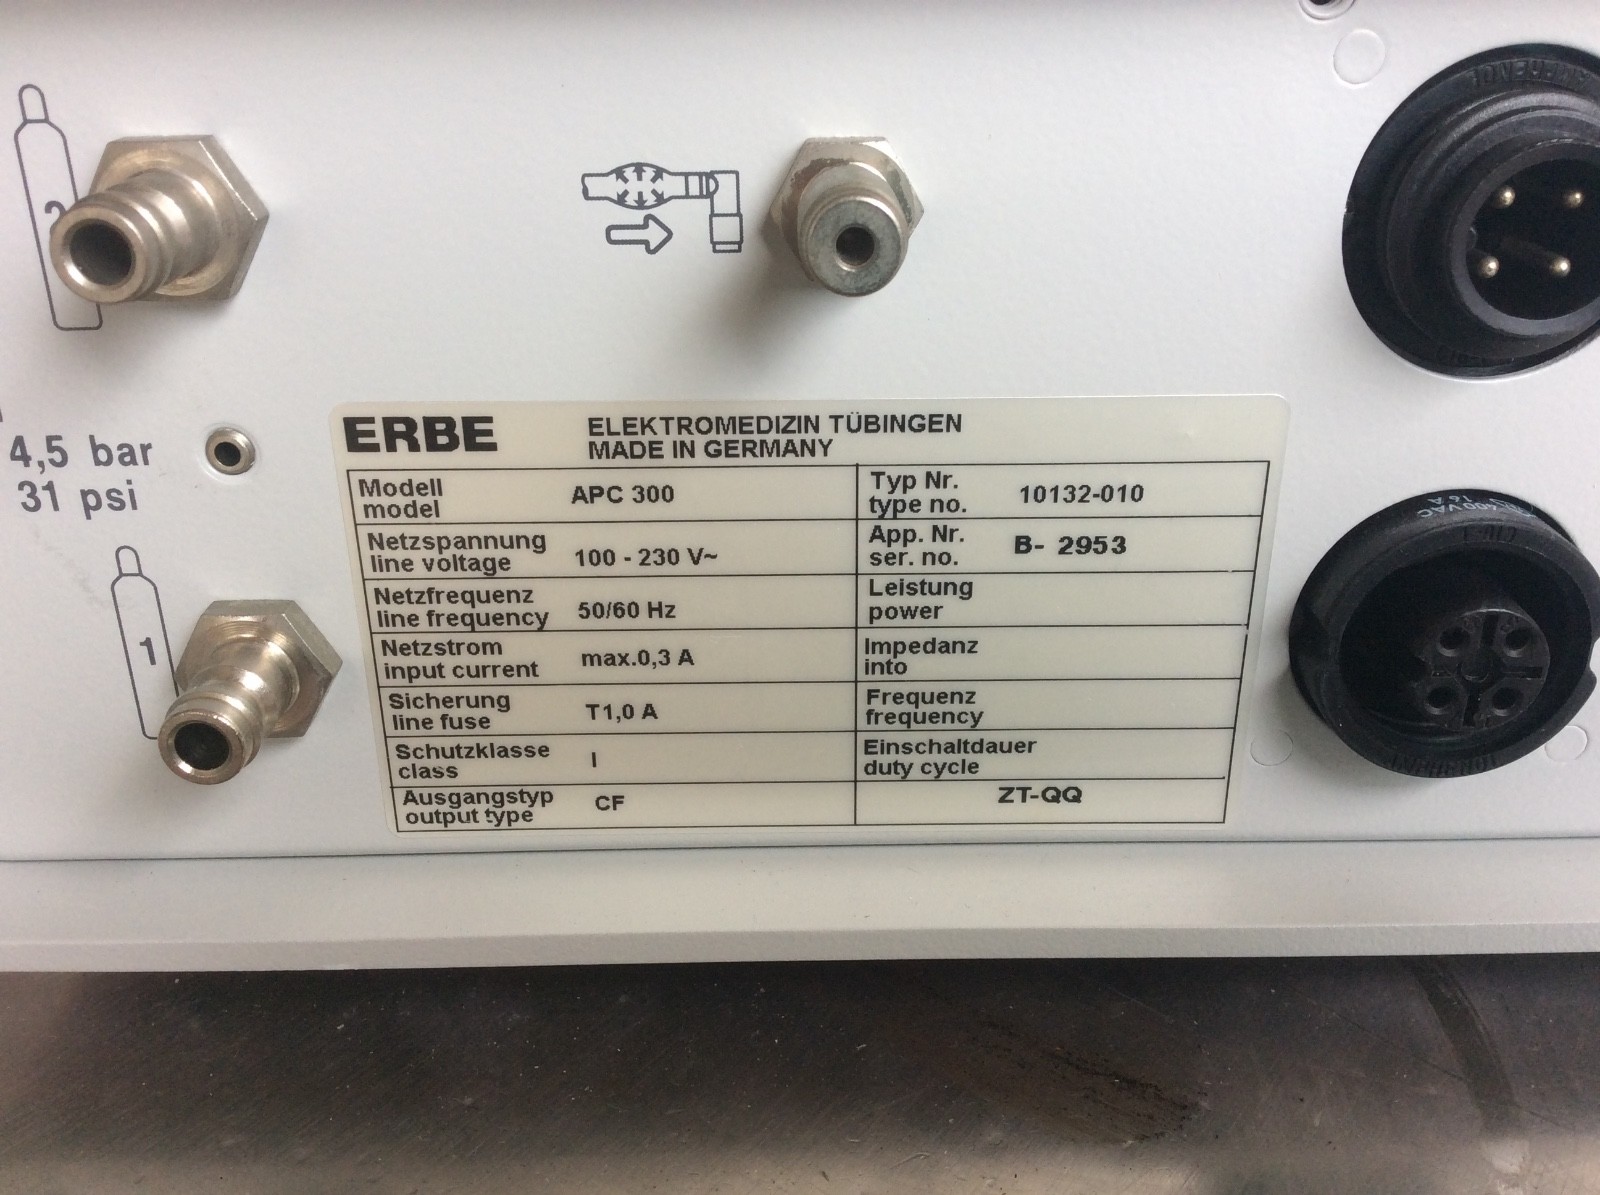 2
4,5 bar
31 psi
1
ERBE
ELEKTROMEDIZIN TÜBINGEN
MADE IN GERMANY
Modell
model
APC 300
Typ Nr.
type no.
10132-010
Netzspannung
line voltage
100 - 230 V~
App. Nr.
ser. no.
B- 2953
Netzfrequenz
line frequency
50/60 Hz
Leistung
power
Netzstrom
input current
max.0,3 A
Impedanz
into
Sicherung
line fuse
T1,0 A
Frequenz
frequency
Schutzklasse
class
I
Einschaltdauer
duty cycle
Ausgangstyp
output type
CF
ZT-QQ
400VAC
16 A